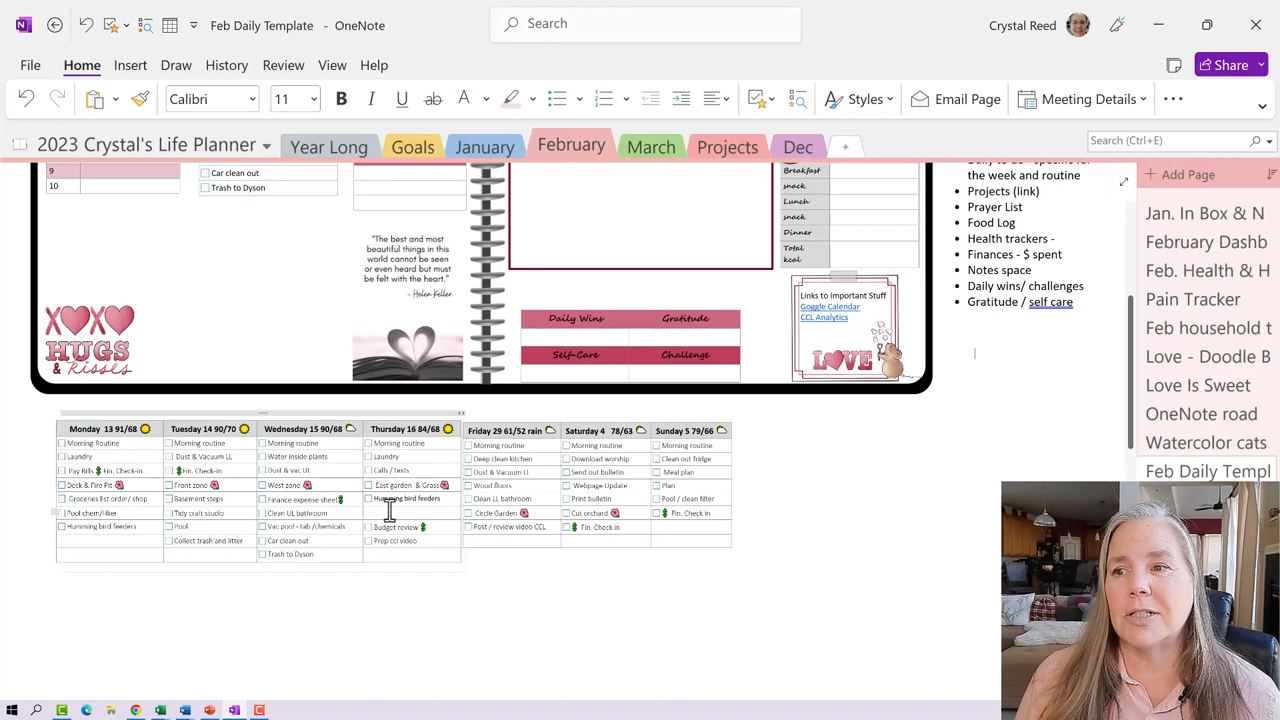 Feb Daily Template - OneNote
Search
Crystal Reed
File Home Insert Draw History Review View Help
Share
Calibri 11
Styles
Email Page
Meeting Details
2023 Crystal's Life Planner
Year Long
Goals
January
February
March
Projects
Dec
+
Search (Ctrl+E)
9
10
Car clean out
Trash to Dyson
"The best and most
beautiful things in this
world cannot be seen
or even heard but must
be felt with the heart."
- Helen Keller
XOX
HUGS
& Kisses
Daily Wins Gratitude
Self-Care Challenge
Breakfast
snack
Lunch
snack
Dinner
Total
kcal
Links to Important Stuff
Goggle Calendar
CCL Analytics
LOVE
the week and routine
Projects (link)
Prayer List
Food Log
Health trackers -
Finances - $ spent
Notes space
Daily wins/ challenges
Gratitude / self care
Add Page
Jan. In Box & N
February Dashb
Feb. Health & H
Pain Tracker
Feb household t
Love - Doodle B
Love Is Sweet
OneNote road
Watercolor cats
Feb Daily Templ
Monday 13 91/68
Morning Routine
Laundry
Pay Bills Fin. Check-in
Deck & Fire Pit
Groceries list order/ shop
Pool chem/filter
Humming bird feeders
Tuesday 14 90/70
Morning routine
Dust & Vacuum LL
Fin. Check-in
Front zone
Basement steps
Tidy craft studio
Pool
Collect trash and litter
Wednesday 15 90/68
Morning routine
Water inside plants
Dust & vac UL
West zone
Finance expense sheet
Clean UL bathroom
Vac pool - tab /chemicals
Car clean out
Trash to Dyson
Thursday 16 84/68
Morning routine
Laundry
Calls / texts
East garden & Grass
Humming bird feeders
Budget review
Prep ccl video
Friday 29 61/52 rain
Morning routine
Deep clean kitchen
Dust & Vacuum LL
Wood floors
Clean LL bathroom
Circle Garden
Post / review video CCL
Saturday 4 78/63
Morning routine
Download worship
Send out bulletin
Webpage Update
Print bulletin
Cut orchard
Fin. Check in
Sunday 5 79/66
Morning routine
Clean out fridge
Meal plan
Plan
Pool / clean filter
Fin. Check in